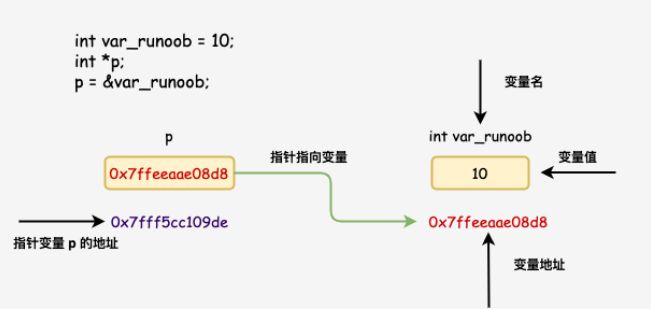 int var_runoob = 10;
int *p;
p = &var_runoob;
变量名
p
指针指向变量
int var_runoob
变量值
0x7ffeeaae08d8
10
0x7fff5cc109de
0x7ffeeaae08d8
指针变量 p 的地址
变量地址